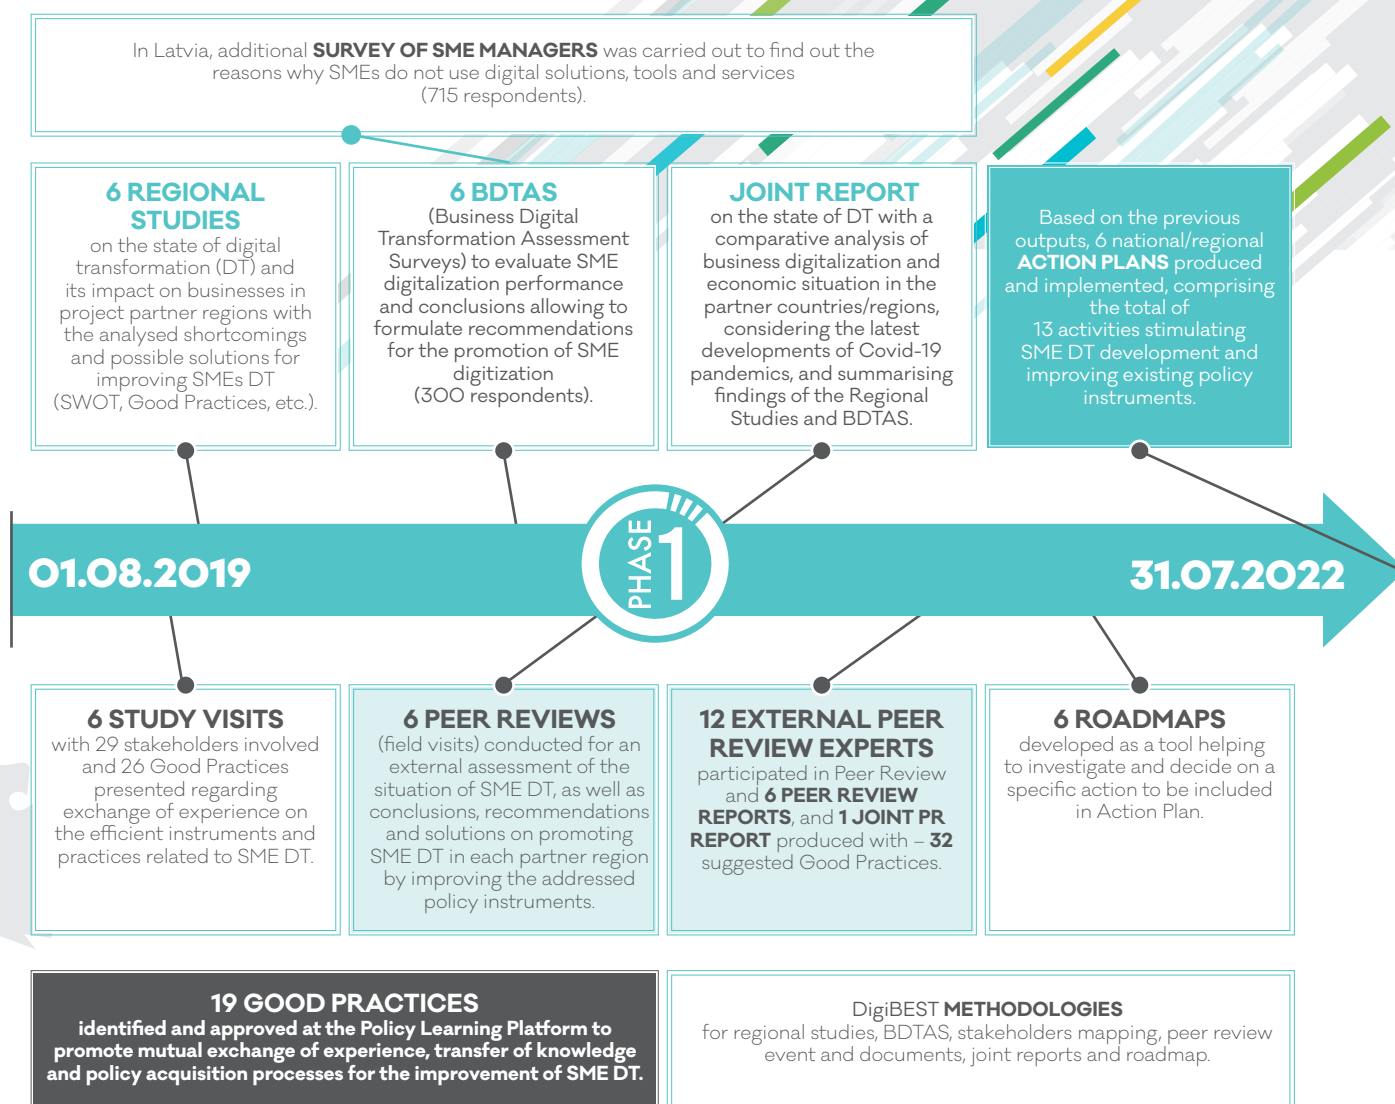 In Latvia, additional SURVEY OF SME MANAGERS was carried out to find out the
reasons why SMEs do not use digital solutions, tools and services
(715 respondents).
6 REGIONAL
STUDIES
on the state of digital
transformation (DT) and
its impact on businesses in
project partner regions with
the analysed shortcomings
and possible solutions for
improving SMEs DT
(SWOT, Good Practices, etc.).
6 BDTAS
(Business Digital
Transformation Assessment
Surveys) to evaluate SME
digitalization performance
and conclusions allowing to
formulate recommendations
for the promotion of SME
digitization
(300 respondents).
JOINT REPORT
on the state of DT with a
comparative analysis of
business digitalization and
economic situation in the
partner countries/regions,
considering the latest
developments of Covid-19
pandemics, and summarising
findings of the Regional
Studies and BDTAS.
Based on the previous
outputs, 6 national/regional
ACTION PLANS produced
and implemented, comprising
the total of
13 activities stimulating
SME DT development and
improving existing policy
instruments.
01.08.2019
PHASE 1
31.07.2022
6 STUDY VISITS
with 29 stakeholders involved
and 26 Good Practices
presented regarding
exchange of experience on
the efficient instruments and
practices related to SME DT.
6 PEER REVIEWS
(field visits) conducted for an
external assessment of the
situation of SME DT, as well as
conclusions, recommendations
and solutions on promoting
SME DT in each partner region
by improving the addressed
policy instruments.
12 EXTERNAL PEER
REVIEW EXPERTS
participated in Peer Review
and 6 PEER REVIEW
REPORTS, and 1 JOINT PR
REPORT produced with – 32
suggested Good Practices.
6 ROADMAPS
developed as a tool helping
to investigate and decide on a
specific action to be included
in Action Plan.
19 GOOD PRACTICES
identified and approved at the Policy Learning Platform to
promote mutual exchange of experience, transfer of knowledge
and policy acquisition processes for the improvement of SME DT.
DigiBEST METHODOLOGIES
for regional studies, BDTAS, stakeholders mapping, peer review
event and documents, joint reports and roadmap.